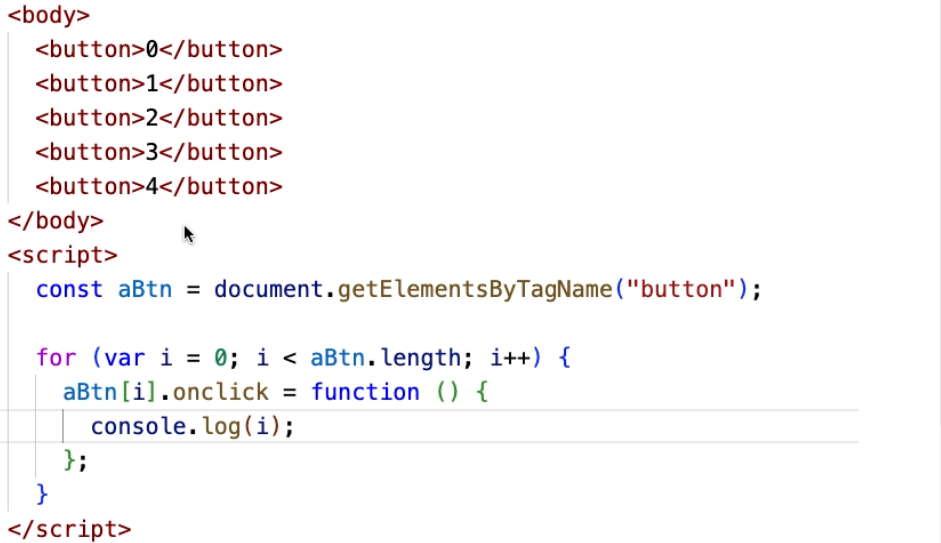 <body>
<button>0</button>
<button>1</button>
<button>2</button>
<button>3</button>
<button>4</button>
</body>
<script>
const aBtn = document.getElementsByTagName("button");
for (var i = 0; i < aBtn.length; i++) {
aBtn[i].onclick = function () {
console.log(i);
};
}
</script>